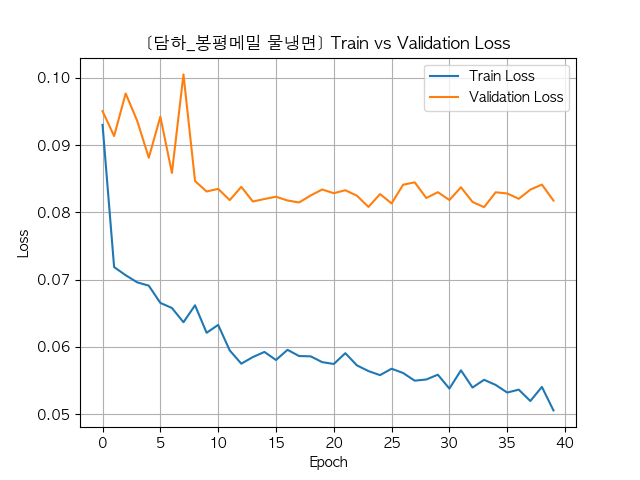 [담하_봉평메밀 물냉면] Train vs Validation Loss
Train Loss
Validation Loss
0.10
0.09
0.08
0.07
0.06
0.05
Loss
0 5 10 15 20 25 30 35 40
Epoch